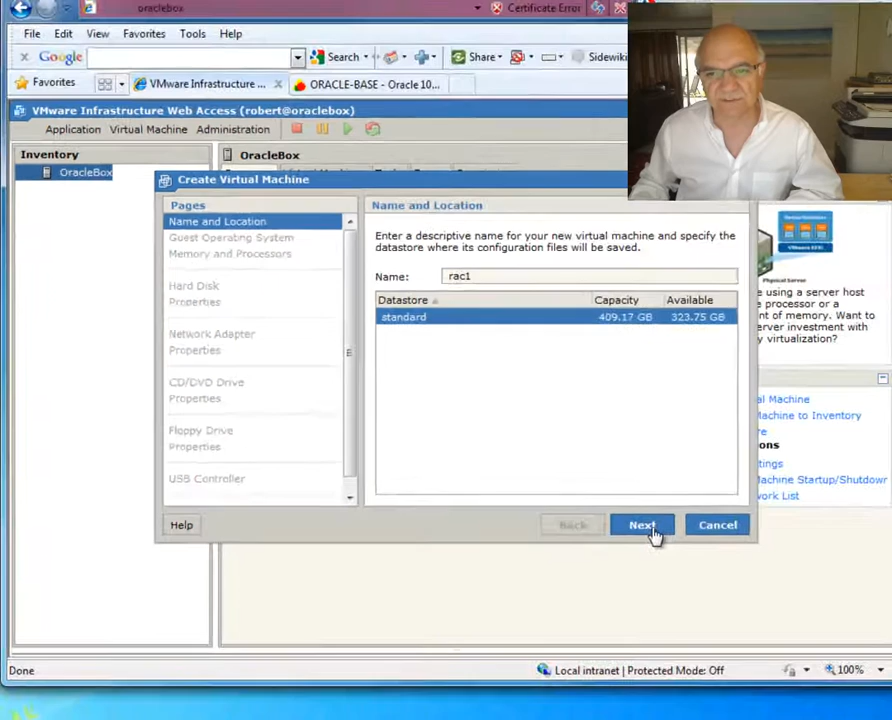 oraclebox
Certificate Error
File Edit View Favorites Tools Help
Google Search Share Sidewiki
Favorites VMware Infrastructure ... ORACLE-BASE - Oracle 10...
VMware Infrastructure Web Access (robert@oraclebox)
Application Virtual Machine Administration
Inventory
OracleBox
OracleBox
Create Virtual Machine
Pages
Name and Location
Guest Operating System
Memory and Processors
Hard Disk
Properties
Network Adapter
Properties
CD/DVD Drive
Properties
Floppy Drive
Properties
USB Controller
Name and Location
Enter a descriptive name for your new virtual machine and specify the
datastore where its configuration files will be saved.
Name: rac1
Datastore Capacity Available
standard 409.17 GB 323.75 GB
Help Back Next Cancel
Physical Server
e using a server host
processor or a
nt of memory. Want to
erver investment with
y virtualization?
al Machine
Machine to Inventory
re
ons
ttings
Machine Startup/Shutdowr
work List
Done Local intranet | Protected Mode: Off 100%